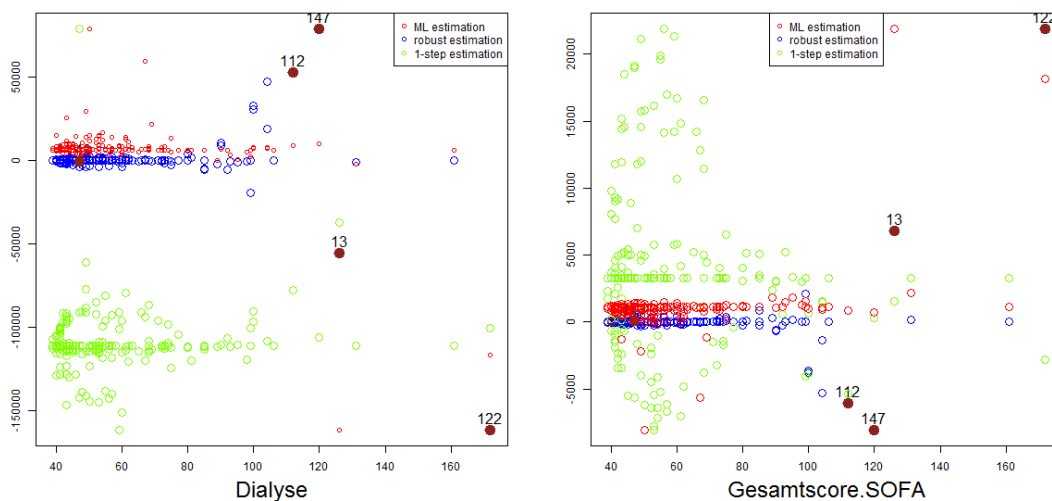 147
112
13
122
ML estimation
robust estimation
1-step estimation
50000
0
-50000
-100000
-150000
40 60 80 100 120 140 160
Dialyse
122
13
112
147
ML estimation
robust estimation
1-step estimation
20000
15000
10000
5000
0
-5000
40 60 80 100 120 140 160
Gesamtscore.SOFA